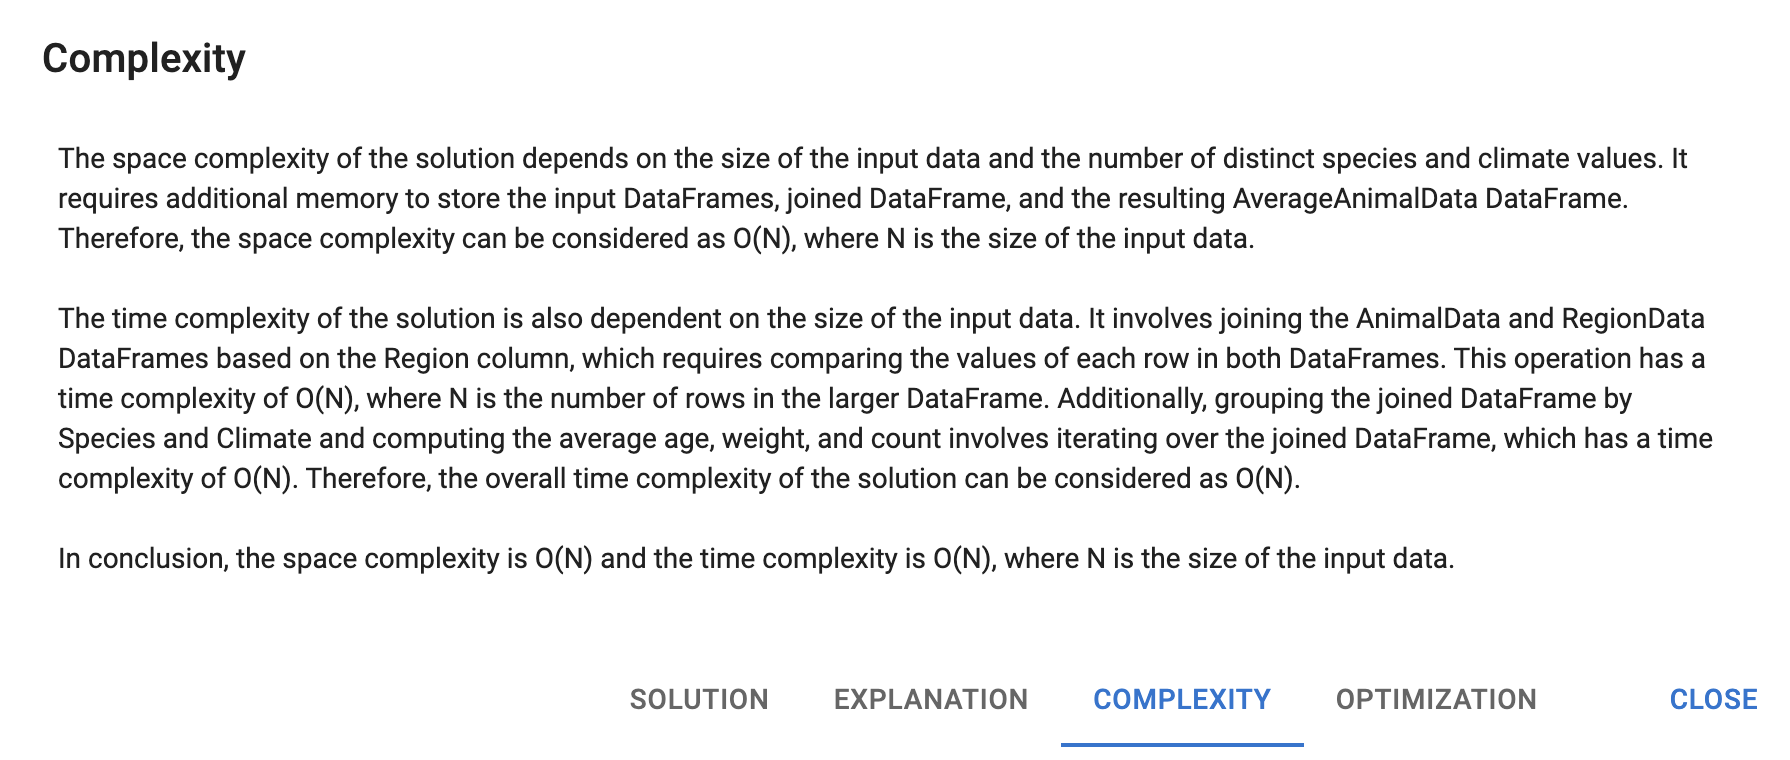 Complexity
The space complexity of the solution depends on the size of the input data and the number of distinct species and climate values. It
requires additional memory to store the input DataFrames, joined DataFrame, and the resulting AverageAnimalData DataFrame.
Therefore, the space complexity can be considered as O(N), where N is the size of the input data.
The time complexity of the solution is also dependent on the size of the input data. It involves joining the AnimalData and RegionData
DataFrames based on the Region column, which requires comparing the values of each row in both DataFrames. This operation has a
time complexity of O(N), where N is the number of rows in the larger DataFrame. Additionally, grouping the joined DataFrame by
Species and Climate and computing the average age, weight, and count involves iterating over the joined DataFrame, which has a time
complexity of O(N). Therefore, the overall time complexity of the solution can be considered as O(N).
In conclusion, the space complexity is O(N) and the time complexity is O(N), where N is the size of the input data.
SOLUTION EXPLANATION COMPLEXITY OPTIMIZATION CLOSE